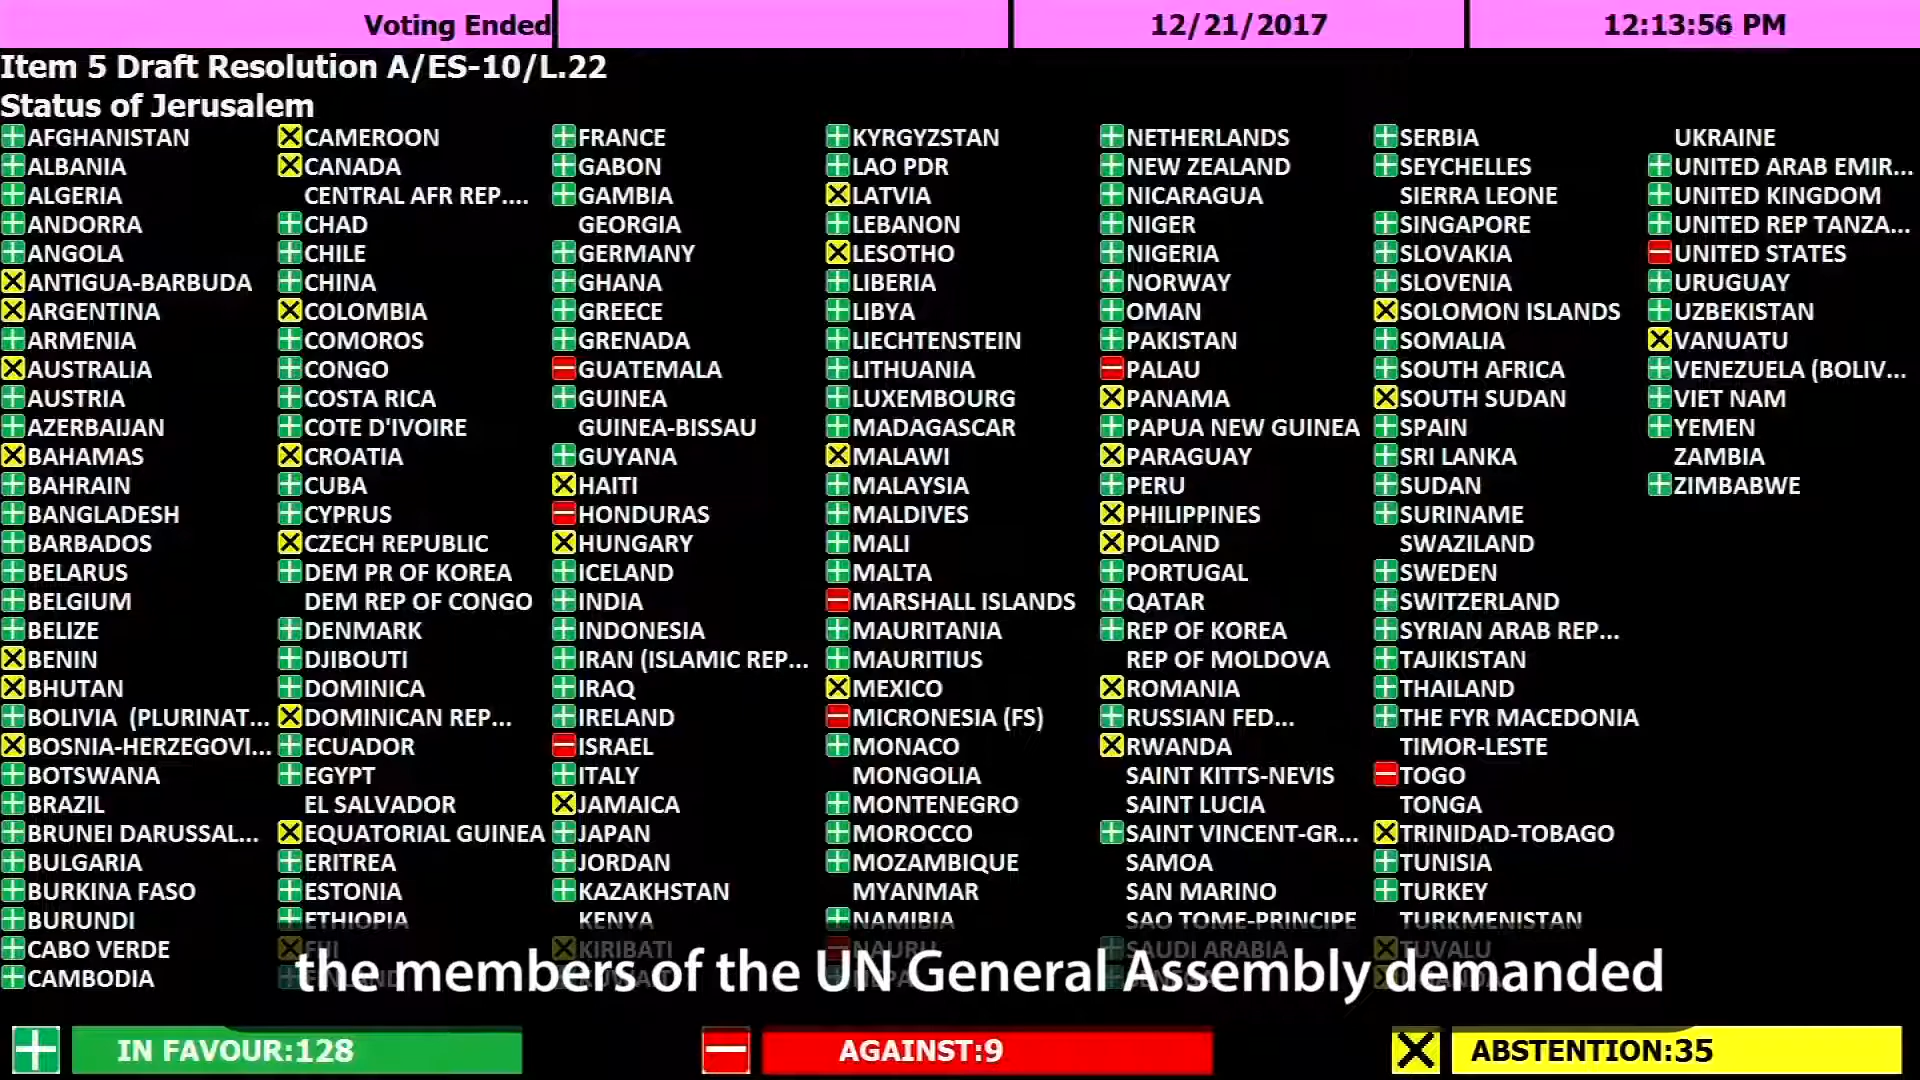 Voting Ended 12/21/2017 12:13:56 PM
Item 5 Draft Resolution A/ES-10/L.22
Status of Jerusalem
AFGHANISTAN
ALBANIA
ALGERIA
ANDORRA
ANGOLA
ANTIGUA-BARBUDA
ARGENTINA
ARMENIA
AUSTRALIA
AUSTRIA
AZERBAIJAN
BAHAMAS
BAHRAIN
BANGLADESH
BARBADOS
BELARUS
BELGIUM
BELIZE
BENIN
BHUTAN
BOLIVIA (PLURINAT...
BOSNIA-HERZEGOVI...
BOTSWANA
BRAZIL
BRUNEI DARUSSAL...
BULGARIA
BURKINA FASO
BURUNDI
CABO VERDE
CAMBODIA
CAMEROON
CANADA
CENTRAL AFR REP....
CHAD
CHILE
CHINA
COLOMBIA
COMOROS
CONGO
COSTA RICA
COTE D'IVOIRE
CROATIA
CUBA
CYPRUS
CZECH REPUBLIC
DEM PR OF KOREA
DEM REP OF CONGO
DENMARK
DJIBOUTI
DOMINICA
DOMINICAN REP...
ECUADOR
EGYPT
EL SALVADOR
EQUATORIAL GUINEA
ERITREA
ESTONIA
ETHIOPIA
FRANCE
GABON
GAMBIA
GEORGIA
GERMANY
GHANA
GREECE
GRENADA
GUATEMALA
GUINEA
GUINEA-BISSAU
GUYANA
HAITI
HONDURAS
HUNGARY
ICELAND
INDIA
INDONESIA
IRAN (ISLAMIC REP...
IRAQ
IRELAND
ISRAEL
ITALY
JAMAICA
JAPAN
JORDAN
KAZAKHSTAN
KENYA
KIRIBATI
KYRGYZSTAN
LAO PDR
LATVIA
LEBANON
LESOTHO
LIBERIA
LIBYA
LIECHTENSTEIN
LITHUANIA
LUXEMBOURG
MADAGASCAR
MALAWI
MALAYSIA
MALDIVES
MALI
MALTA
MARSHALL ISLANDS
MAURITANIA
MAURITIUS
MEXICO
MICRONESIA (FS)
MONACO
MONGOLIA
MONTENEGRO
MOROCCO
MOZAMBIQUE
MYANMAR
NAMIBIA
NAURU
NETHERLANDS
NEW ZEALAND
NICARAGUA
NIGER
NIGERIA
NORWAY
OMAN
PAKISTAN
PALAU
PANAMA
PAPUA NEW GUINEA
PARAGUAY
PERU
PHILIPPINES
POLAND
PORTUGAL
QATAR
REP OF KOREA
REP OF MOLDOVA
ROMANIA
RUSSIAN FED...
RWANDA
SAINT KITTS-NEVIS
SAINT LUCIA
SAINT VINCENT-GR...
SAMOA
SAN MARINO
SAO TOME-PRINCIPE
SAUDI ARABIA
SERBIA
SEYCHELLES
SIERRA LEONE
SINGAPORE
SLOVAKIA
SLOVENIA
SOLOMON ISLANDS
SOMALIA
SOUTH AFRICA
SOUTH SUDAN
SPAIN
SRI LANKA
SUDAN
SURINAME
SWAZILAND
SWEDEN
SWITZERLAND
SYRIAN ARAB REP...
TAJIKISTAN
THAILAND
THE FYR MACEDONIA
TIMOR-LESTE
TOGO
TONGA
TRINIDAD-TOBAGO
TUNISIA
TURKEY
TURKMENISTAN
TUVALU
UKRAINE
UNITED ARAB EMIR...
UNITED KINGDOM
UNITED REP TANZA...
UNITED STATES
URUGUAY
UZBEKISTAN
VANUATU
VENEZUELA (BOLIV...
VIET NAM
YEMEN
ZAMBIA
ZIMBABWE
the members of the UN General Assembly demanded
IN FAVOUR:128 AGAINST:9 ABSTENTION:35